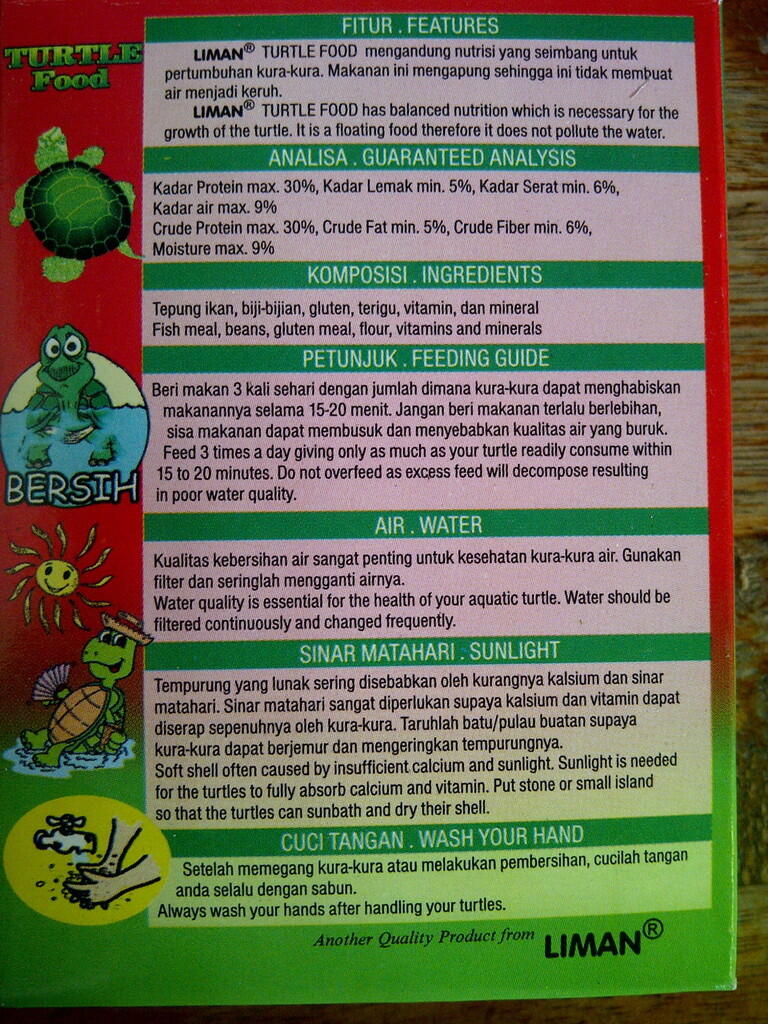 TURTLE
Food
FITUR . FEATURES
LIMAN® TURTLE FOOD mengandung nutrisi yang seimbang untuk
pertumbuhan kura-kura. Makanan ini mengapung sehingga ini tidak membuat
air menjadi keruh.
LIMAN® TURTLE FOOD has balanced nutrition which is necessary for the
growth of the turtle. It is a floating food therefore it does not pollute the water.
ANALISA . GUARANTEED ANALYSIS
Kadar Protein max. 30%, Kadar Lemak min. 5%, Kadar Serat min. 6%,
Kadar air max. 9%
Crude Protein max. 30%, Crude Fat min. 5%, Crude Fiber min. 6%,
Moisture max. 9%
KOMPOSISI . INGREDIENTS
Tepung ikan, biji-bijian, gluten, terigu, vitamin, dan mineral
Fish meal, beans, gluten meal, flour, vitamins and minerals
PETUNJUK . FEEDING GUIDE
Beri makan 3 kali sehari dengan jumlah dimana kura-kura dapat menghabiskan
makanannya selama 15-20 menit. Jangan beri makanan terlalu berlebihan,
sisa makanan dapat membusuk dan menyebabkan kualitas air yang buruk.
Feed 3 times a day giving only as much as your turtle readily consume within
15 to 20 minutes. Do not overfeed as excess feed will decompose resulting
in poor water quality.
BERSIH
AIR . WATER
Kualitas kebersihan air sangat penting untuk kesehatan kura-kura air. Gunakan
filter dan seringlah mengganti airnya.
Water quality is essential for the health of your aquatic turtle. Water should be
filtered continuously and changed frequently.
SINAR MATAHARI . SUNLIGHT
Tempurung yang lunak sering disebabkan oleh kurangnya kalsium dan sinar
matahari. Sinar matahari sangat diperlukan supaya kalsium dan vitamin dapat
diserap sepenuhnya oleh kura-kura. Taruhlah batu/pulau buatan supaya
kura-kura dapat berjemur dan mengeringkan tempurungnya.
Soft shell often caused by insufficient calcium and sunlight. Sunlight is needed
for the turtles to fully absorb calcium and vitamin. Put stone or small island
so that the turtles can sunbath and dry their shell.
CUCI TANGAN . WASH YOUR HAND
Setelah memegang kura-kura atau melakukan pembersihan, cucilah tangan
anda selalu dengan sabun.
Always wash your hands after handling your turtles.
Another Quality Product from LIMAN®